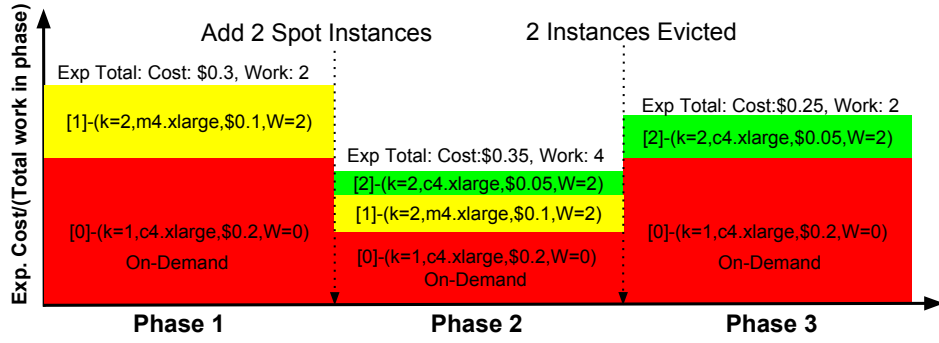 Exp. Cost/(Total work in phase)
Add 2 Spot Instances
2 Instances Evicted
Exp Total: Cost: $0.3, Work: 2
[1]-(k=2,m4.xlarge,$0.1,W=2)
[0]-(k=1,c4.xlarge,$0.2,W=0)
On-Demand
Phase 1
Exp Total: Cost:$0.35, Work: 4
[2]-(k=2,c4.xlarge,$0.05,W=2)
[1]-(k=2,m4.xlarge,$0.1,W=2)
[0]-(k=1,c4.xlarge,$0.2,W=0)
On-Demand
Phase 2
Exp Total: Cost:$0.25, Work: 2
[2]-(k=2,c4.xlarge,$0.05,W=2)
[0]-(k=1,c4.xlarge,$0.2,W=0)
On-Demand
Phase 3